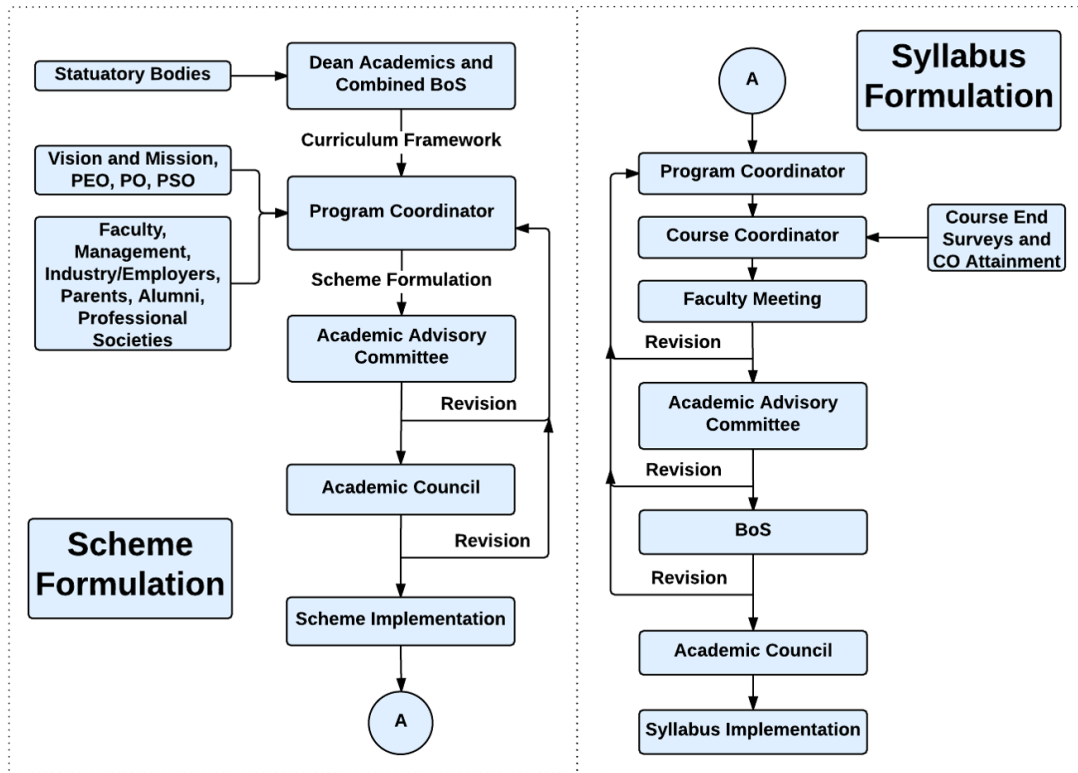 Statuatory Bodies
Dean Academics and
Combined BoS
Curriculum Framework
Vision and Mission,
PEO, PO, PSO
Program Coordinator
Faculty,
Management,
Industry/Employers,
Parents, Alumni,
Professional
Societies
Scheme Formulation
Academic Advisory
Committee
Revision
Academic Council
Revision
Scheme
Formulation
Scheme Implementation
A
Syllabus
Formulation
A
Program Coordinator
Course Coordinator
Course End
Surveys and
CO Attainment
Faculty Meeting
Revision
Academic Advisory
Committee
Revision
BoS
Revision
Academic Council
Syllabus Implementation